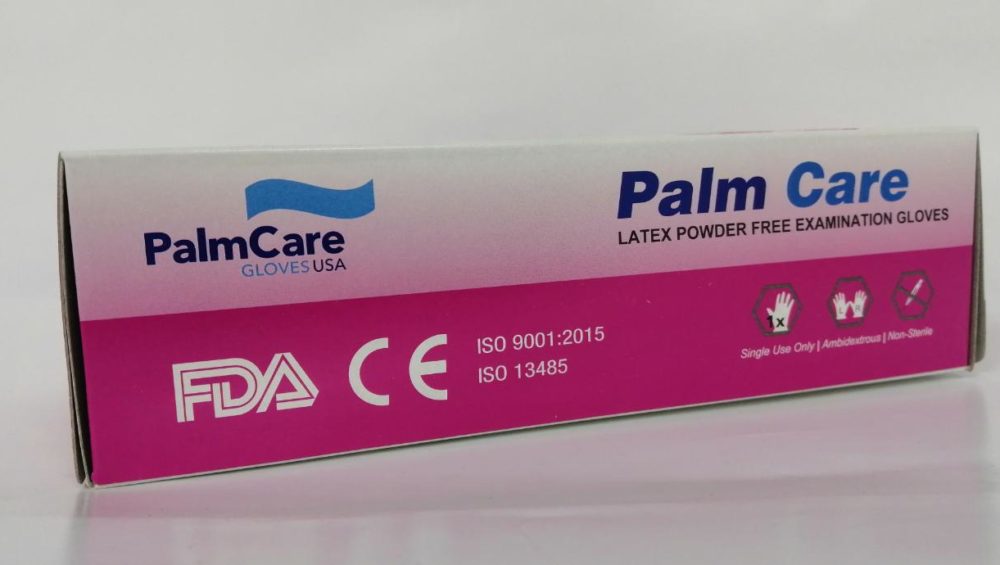 PalmCare
GLOVES USA
Palm Care
LATEX POWDER FREE EXAMINATION GLOVES
FDA
CE
ISO 9001:2015
ISO 13485
1x
L R
Single Use Only | Ambidextrous | Non-Sterile